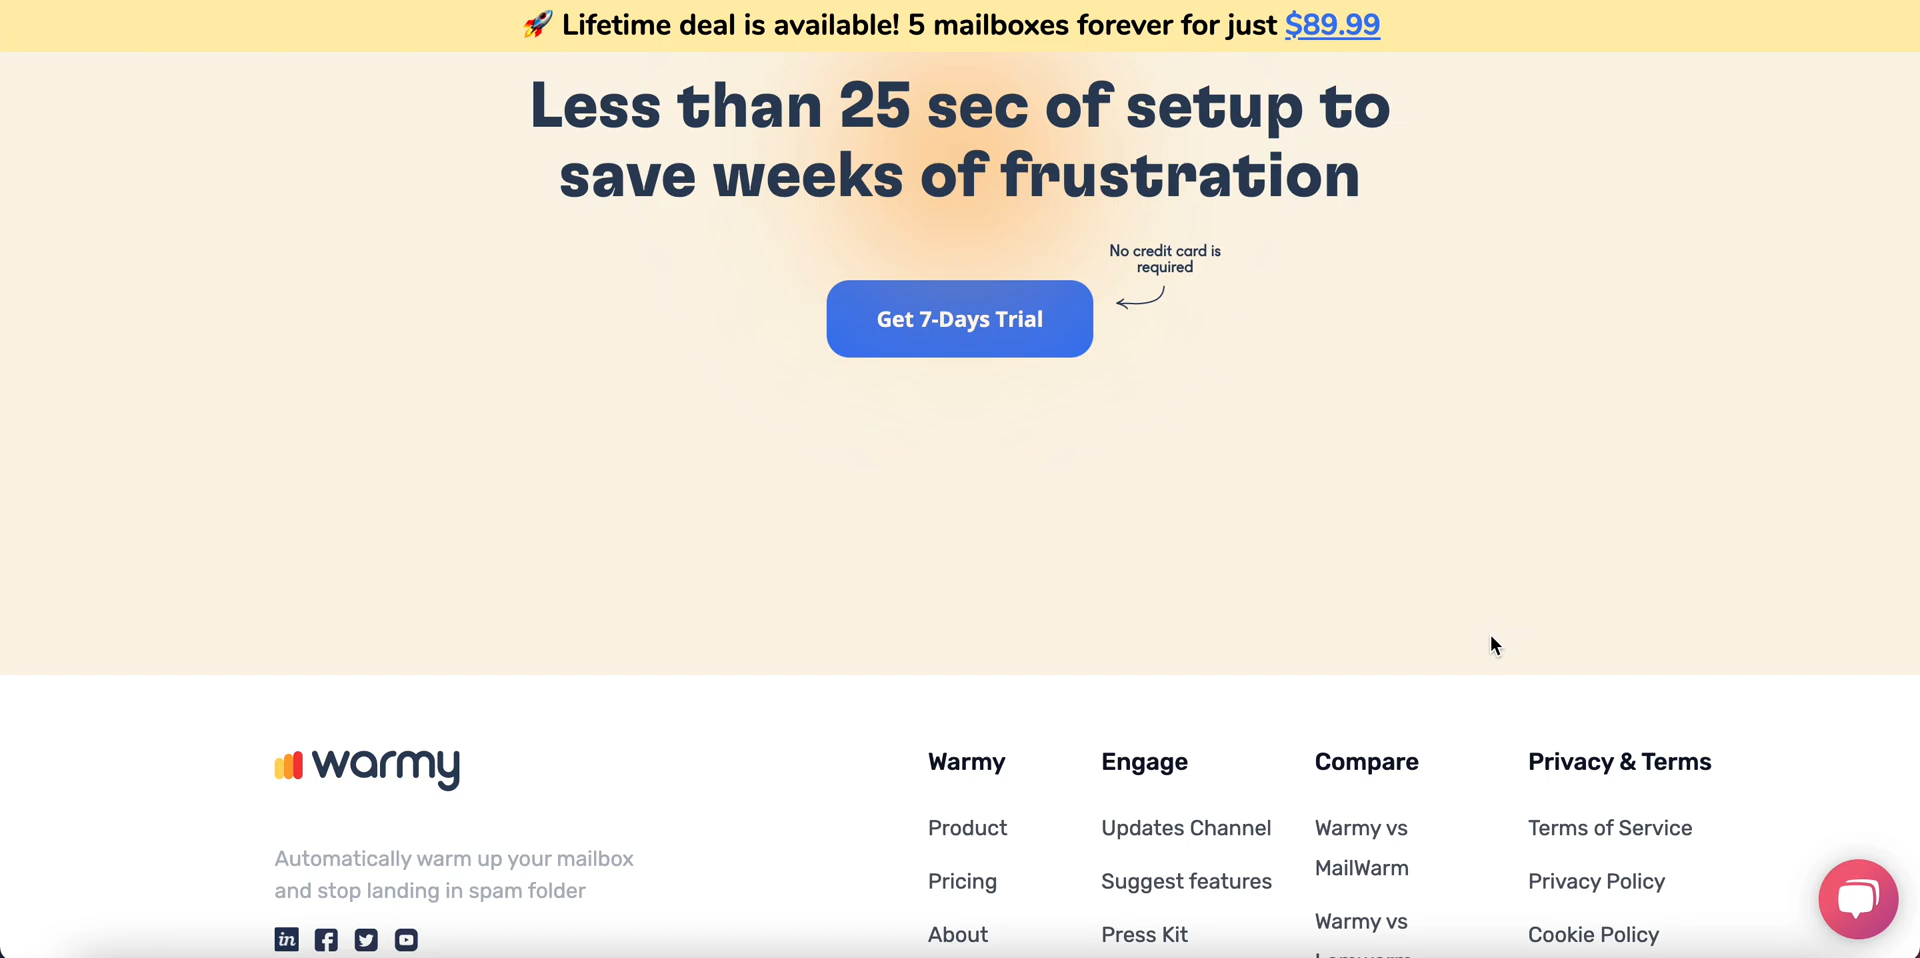 🚀 Lifetime deal is available! 5 mailboxes forever for just $89.99
Less than 25 sec of setup to
save weeks of frustration
No credit card is
required
Get 7-Days Trial
warmy
Automatically warm up your mailbox
and stop landing in spam folder
in
Warmy
Product
Pricing
About
Engage
Updates Channel
Suggest features
Press Kit
Compare
Warmy vs
MailWarm
Warmy vs
Privacy & Terms
Terms of Service
Privacy Policy
Cookie Policy